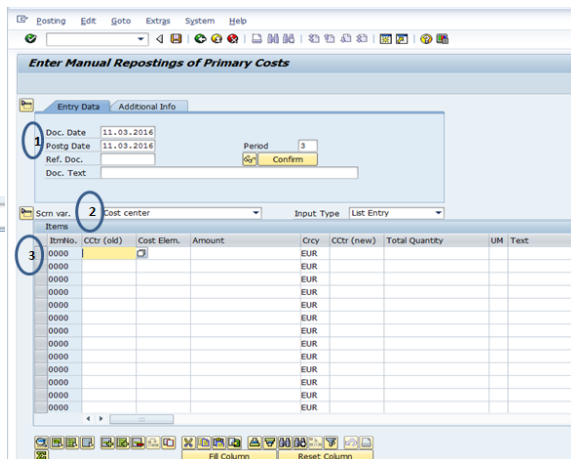 Posting Edit Goto Extras System Help
Enter Manual Repostings of Primary Costs
Entry Data Additional Info
Doc. Date 11.03.2016
1 Postg Date 11.03.2016 Period 3
Ref. Doc. Confirm
Doc. Text
Scrn var. 2 Cost center Input Type List Entry
Items
3 ItmNo. CCtr (old) Cost Elem. Amount Crcy CCtr (new) Total Quantity UM Text
0000 EUR
0000 EUR
0000 EUR
0000 EUR
0000 EUR
0000 EUR
0000 EUR
0000 EUR
0000 EUR
0000 EUR
0000 EUR
0000 EUR
0000 EUR
Fill Column Reset Column